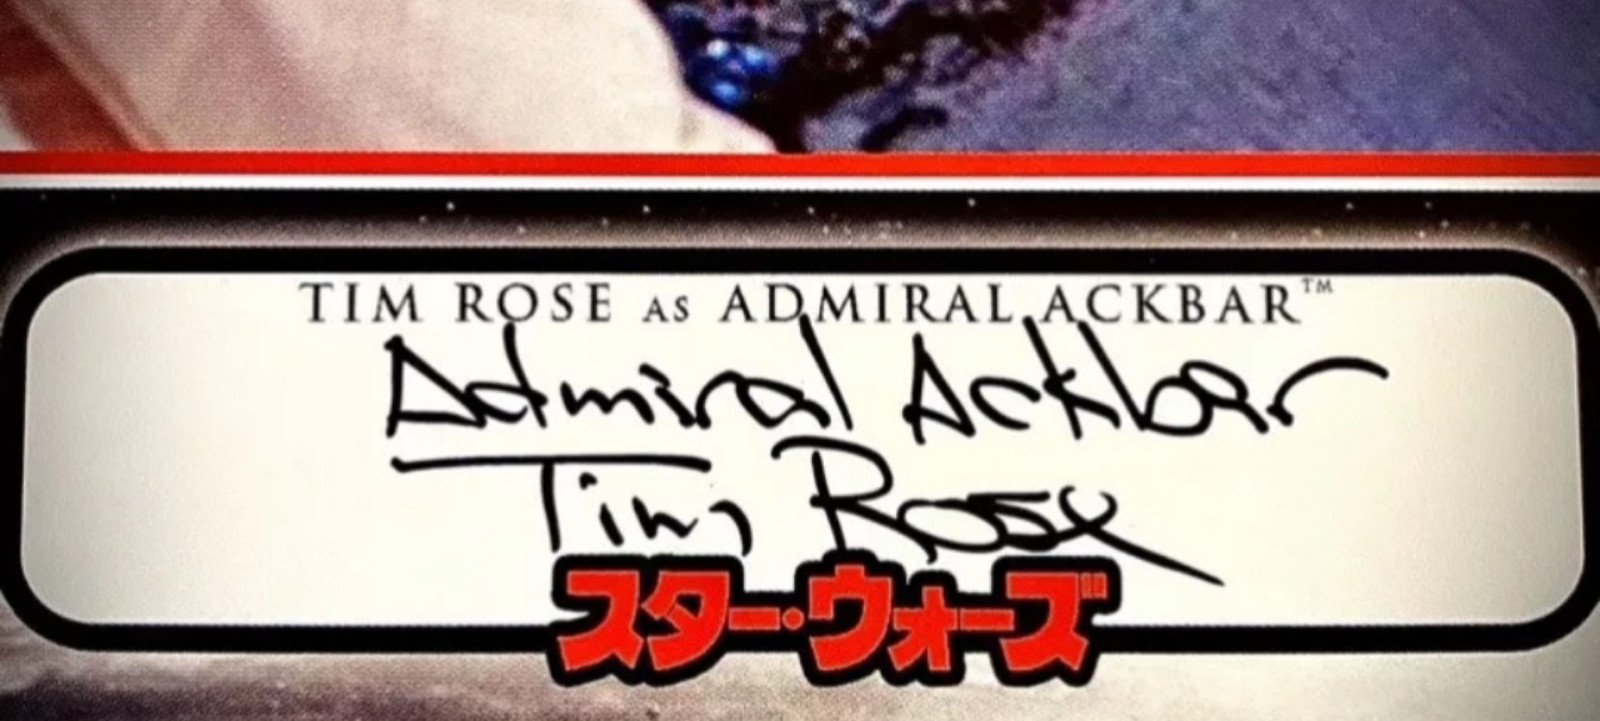 TIM ROSE AS ADMIRAL ACKBAR™
Admiral Ackbar
Tim Rose
スター・ウォーズ